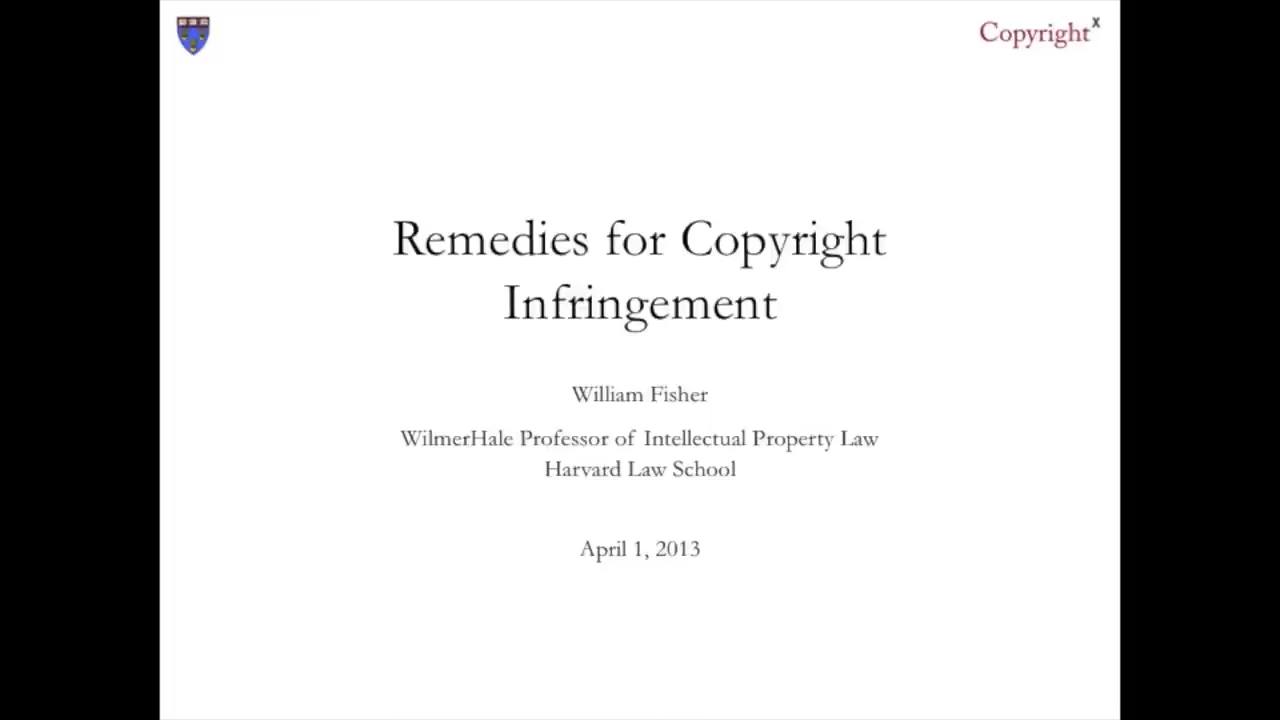 Copyright^x
Remedies for Copyright
Infringement
William Fisher
WilmerHale Professor of Intellectual Property Law
Harvard Law School
April 1, 2013